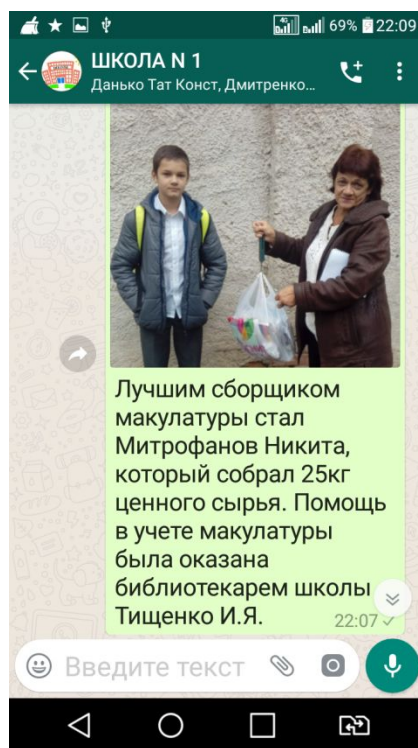 4G
69%
22:09
ШКОЛА N 1
Данько Тат Конст, Дмитренко...
Лучшим сборщиком
макулатуры стал
Митрофанов Никита,
который собрал 25кг
ценного сырья. Помощь
в учете макулатуры
была оказана
библиотекарем школы
Тищенко И.Я.
22:07
Введите текст